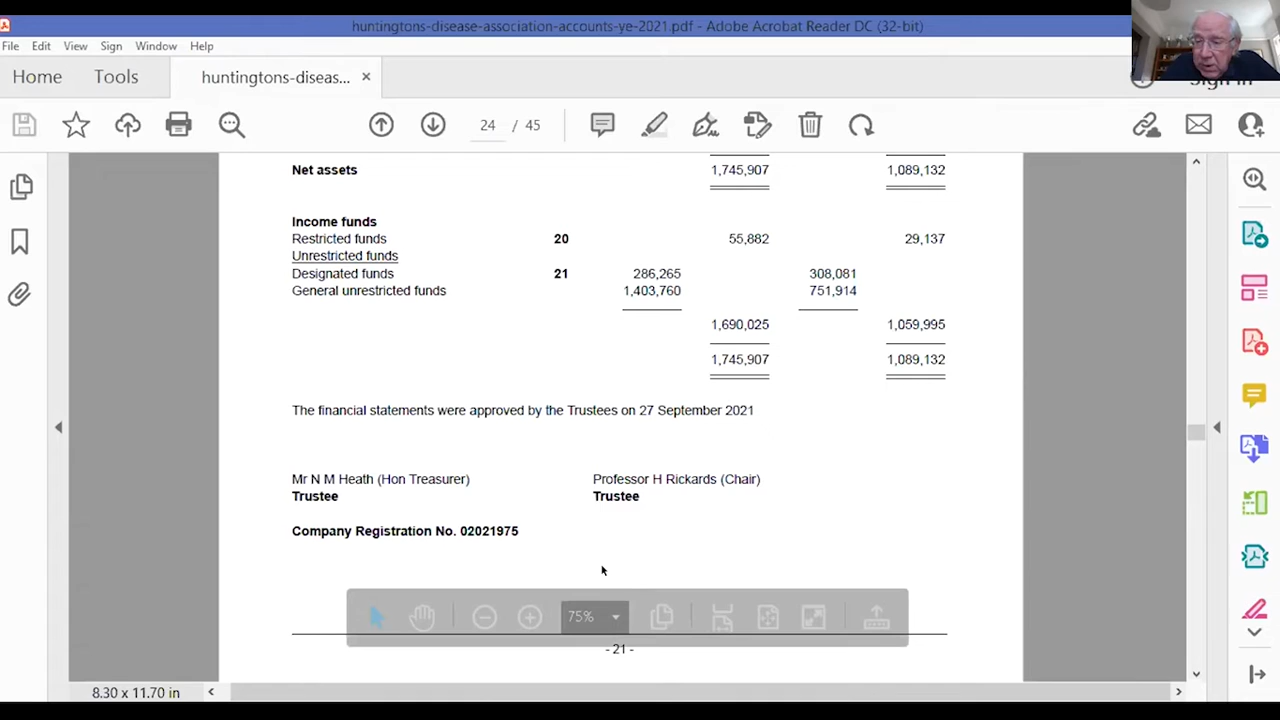 huntingtons-disease-association-accounts-ye-2021.pdf - Adobe Acrobat Reader DC (32-bit)
File Edit View Sign Window Help
Home Tools huntingtons-diseas... ×
24 / 45
Net assets 1,745,907 1,089,132
Income funds
Restricted funds 20 55,882 29,137
Unrestricted funds
Designated funds 21 286,265 308,081
General unrestricted funds 1,403,760 751,914
1,690,025 1,059,995
1,745,907 1,089,132
The financial statements were approved by the Trustees on 27 September 2021
Mr N M Heath (Hon Treasurer) Professor H Rickards (Chair)
Trustee Trustee
Company Registration No. 02021975
75%
- 21 -
8.30 x 11.70 in